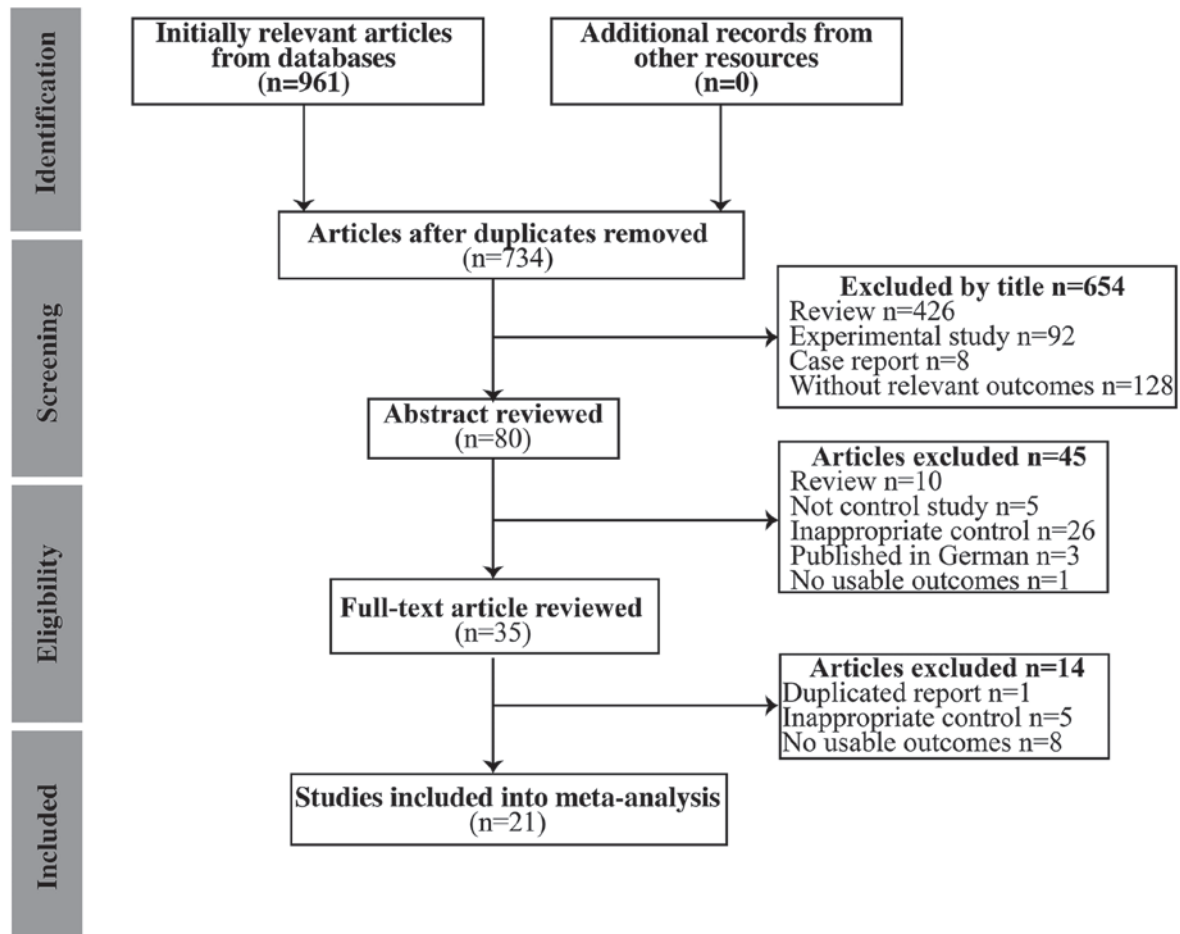 Identification
Initially relevant articles
from databases
(n=961)
Additional records from
other resources
(n=0)
Articles after duplicates removed
(n=734)
Screening
Excluded by title n=654
Review n=426
Experimental study n=92
Case report n=8
Without relevant outcomes n=128
Abstract reviewed
(n=80)
Eligibility
Articles excluded n=45
Review n=10
Not control study n=5
Inappropriate control n=26
Published in German n=3
No usable outcomes n=1
Full-text article reviewed
(n=35)
Articles excluded n=14
Duplicated report n=1
Inappropriate control n=5
No usable outcomes n=8
Included
Studies included into meta-analysis
(n=21)